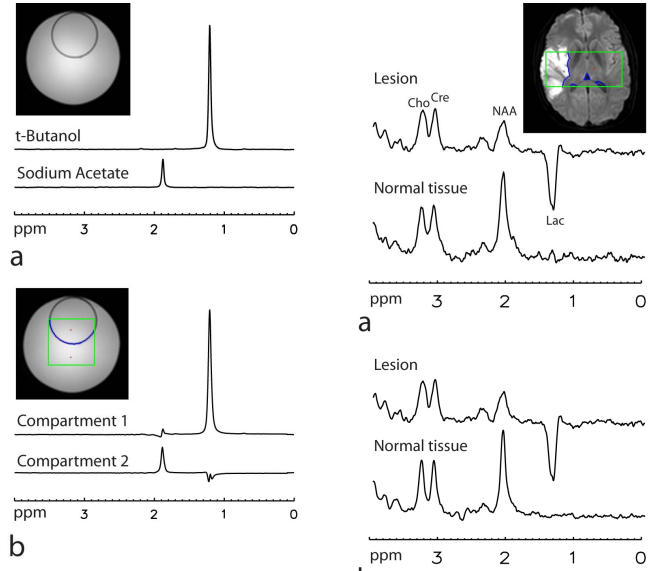 t-Butanol
Sodium Acetate
ppm 3 2 1 0
a
Compartment 1
Compartment 2
ppm 3 2 1 0
b
Lesion
Cho Cre
NAA
Normal tissue
Lac
ppm 3 2 1 0
a
Lesion
Normal tissue
ppm 3 2 1 0